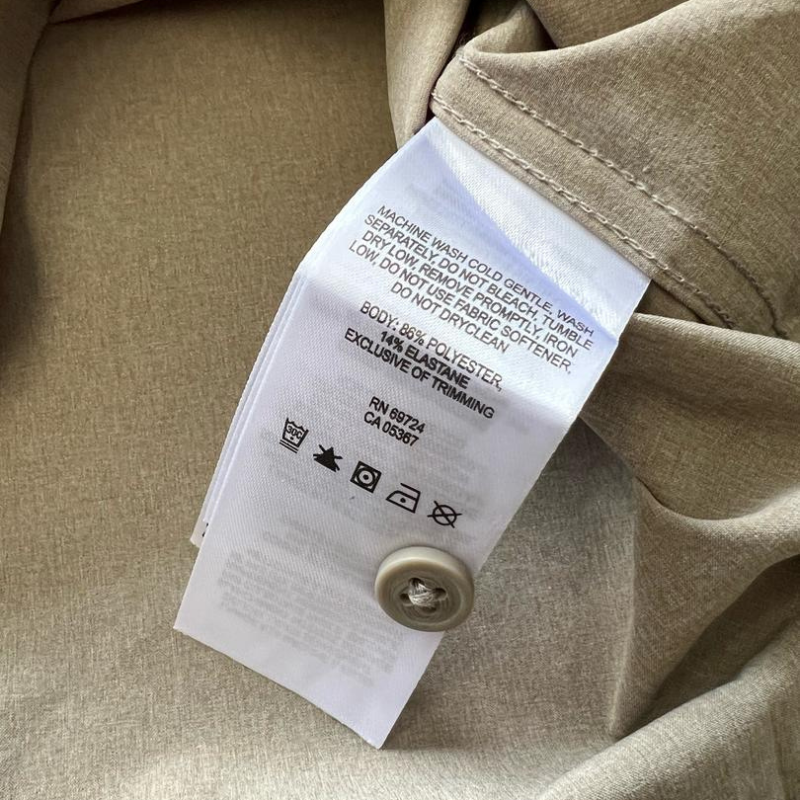 MACHINE WASH COLD GENTLE, WASH
SEPARATELY, DO NOT BLEACH, TUMBLE
DRY LOW, REMOVE PROMPTLY, IRON
LOW, DO NOT USE FABRIC SOFTENER,
DO NOT DRYCLEAN
BODY: 86% POLYESTER,
14% ELASTANE
EXCLUSIVE OF TRIMMING
RN 69724
CA 05367
30C